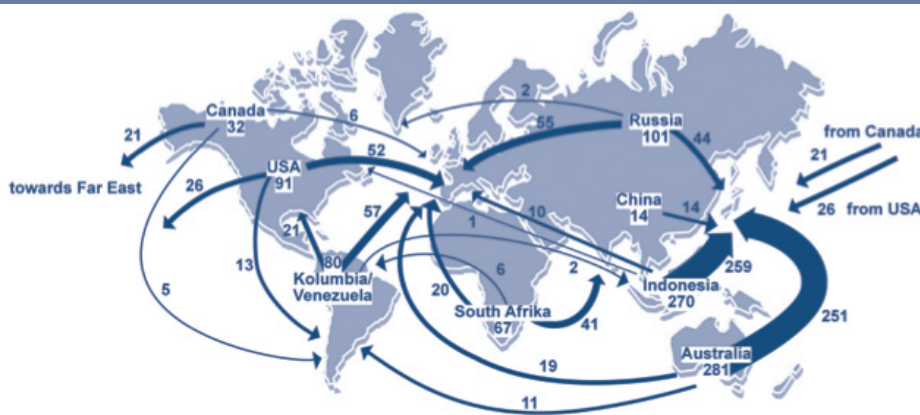 2
Canada
32
6
Russia
101
21
55
44
from Canada
21
52
USA
91
towards Far East
26
China
14
14
26 from USA
57
10
21
1
80
Kolumbia/
Venezuela
13
6
2
259
Indonesia
270
5
20
South Afrika
67
41
251
19
Australia
281
11